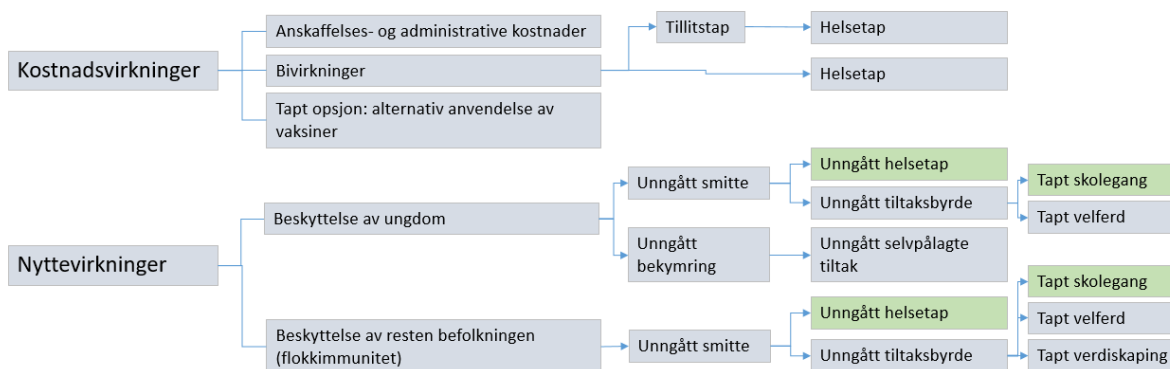 Kostnadsvirkninger
Anskaffelses- og administrative kostnader
Bivirkninger
Tapt opsjon: alternativ anvendelse av
vaksiner
Tillitstap
Helsetap
Helsetap
Nyttevirkninger
Beskyttelse av ungdom
Unngått smitte
Unngått helsetap
Unngått tiltaksbyrde
Tapt skolegang
Tapt velferd
Unngått
bekymring
Unngått selvpålagte
tiltak
Beskyttelse av resten befolkningen
(flokkimmunitet)
Unngått smitte
Unngått helsetap
Unngått tiltaksbyrde
Tapt skolegang
Tapt velferd
Tapt verdiskaping